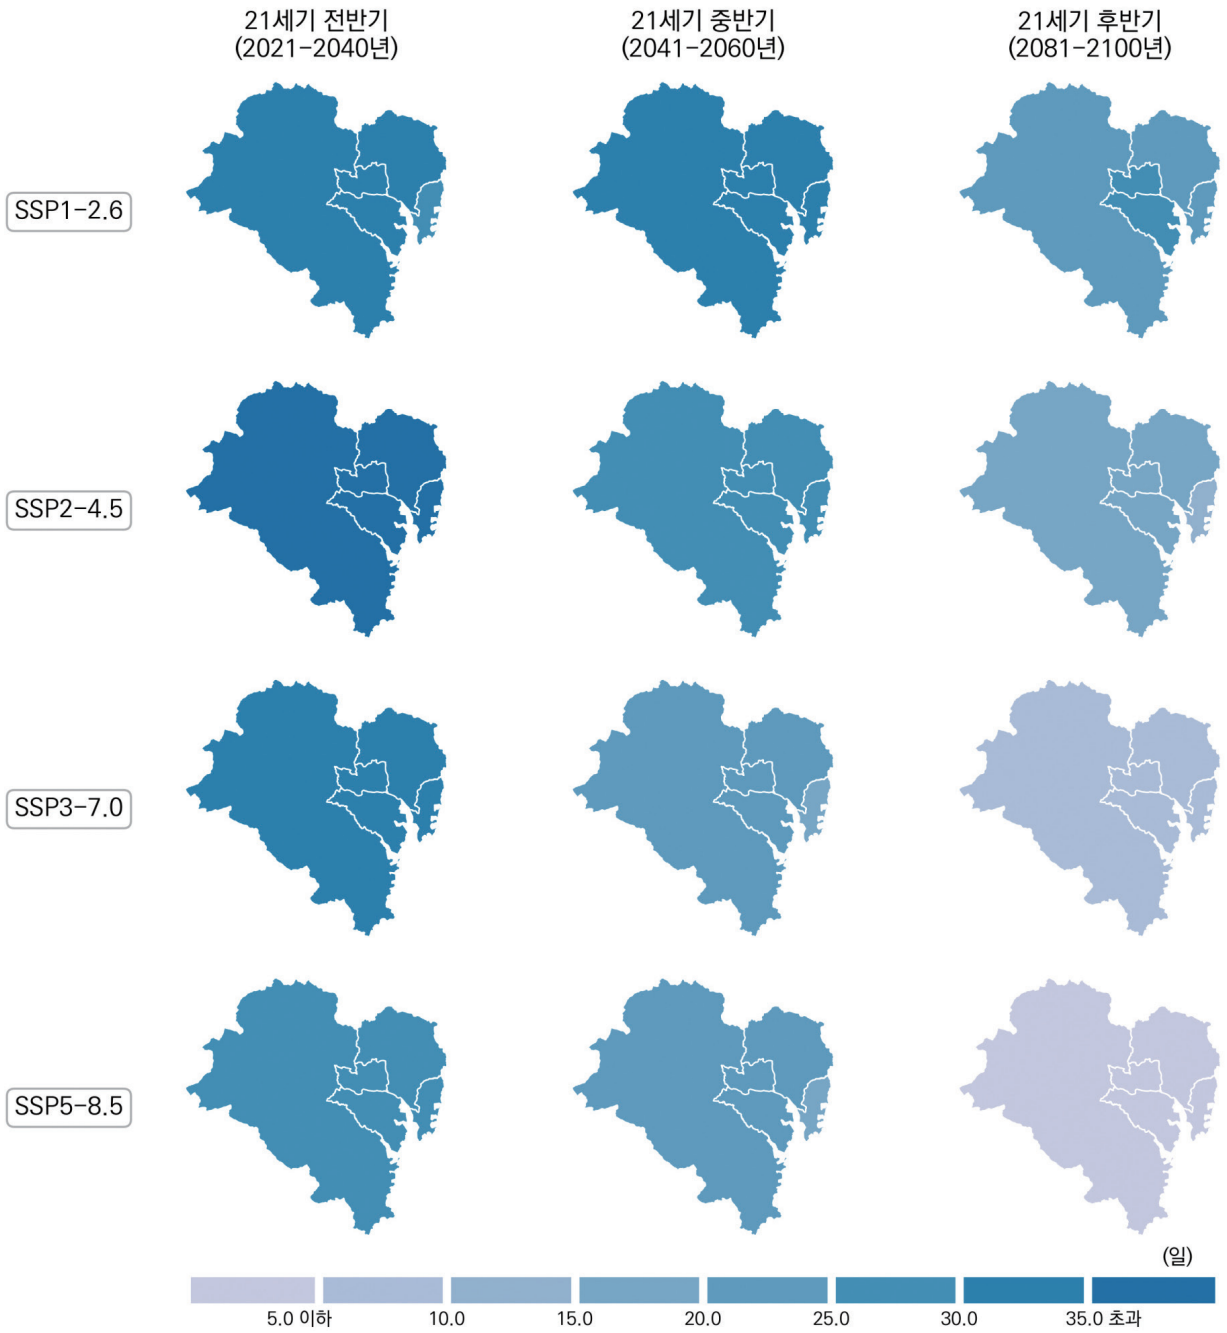 21세기 전반기
(2021-2040년)
21세기 중반기
(2041-2060년)
21세기 후반기
(2081-2100년)
SSP1-2.6
SSP2-4.5
SSP3-7.0
SSP5-8.5
(일)
5.0 이하
10.0
15.0
20.0
25.0
30.0
35.0 초과